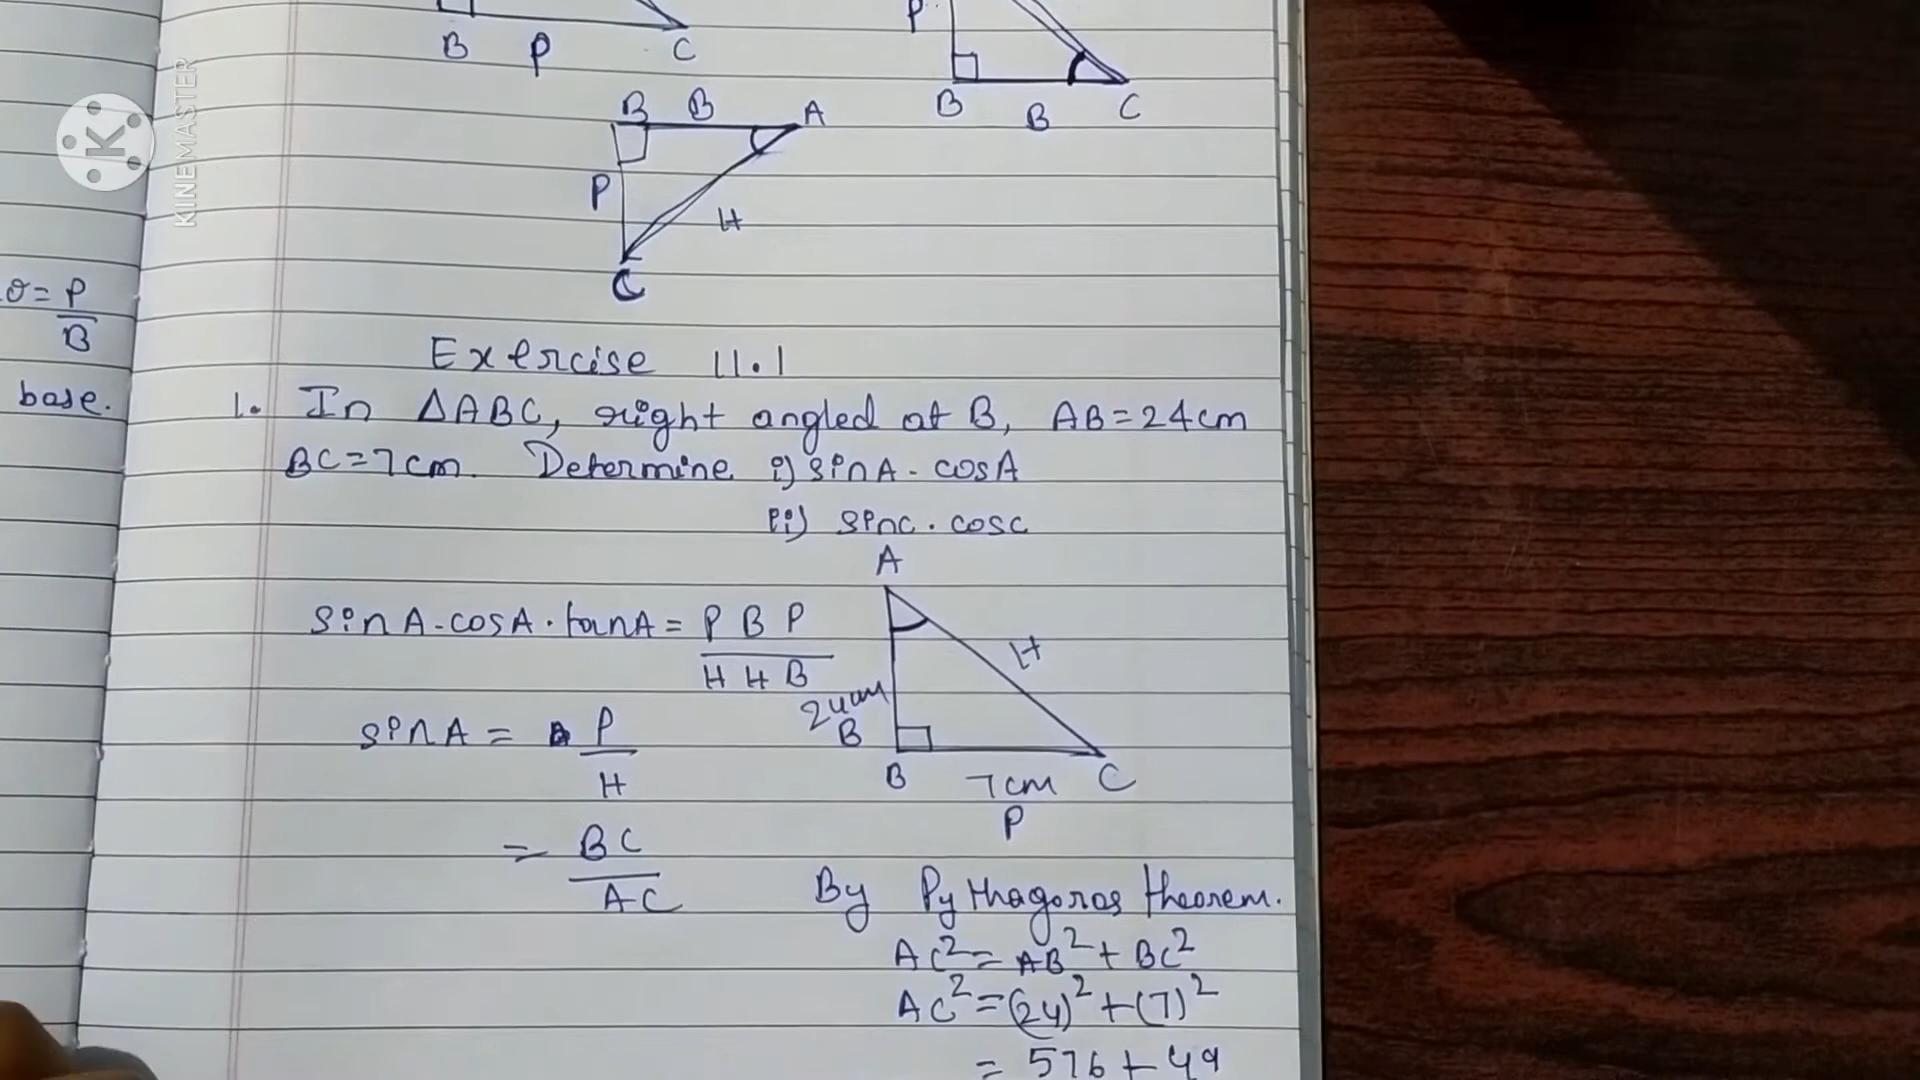 B P C
P
B B C
B B A
P
H
C
θ = P
B
base.
K
KINEMASTER
Exercise 11.1
1. In ΔABC, right angled at B, AB = 24cm
BC = 7cm. Determine i) sinA · cosA
ii) sinc · cosc
A
sinA · cosA · tanA = P B P
H H B
H
24cm
B
sinA = P
H
B 7cm C
P
= BC
AC
By Pythagoras theorem.
AC² = AB² + BC²
AC² = (24)² + (7)²
= 576 + 49